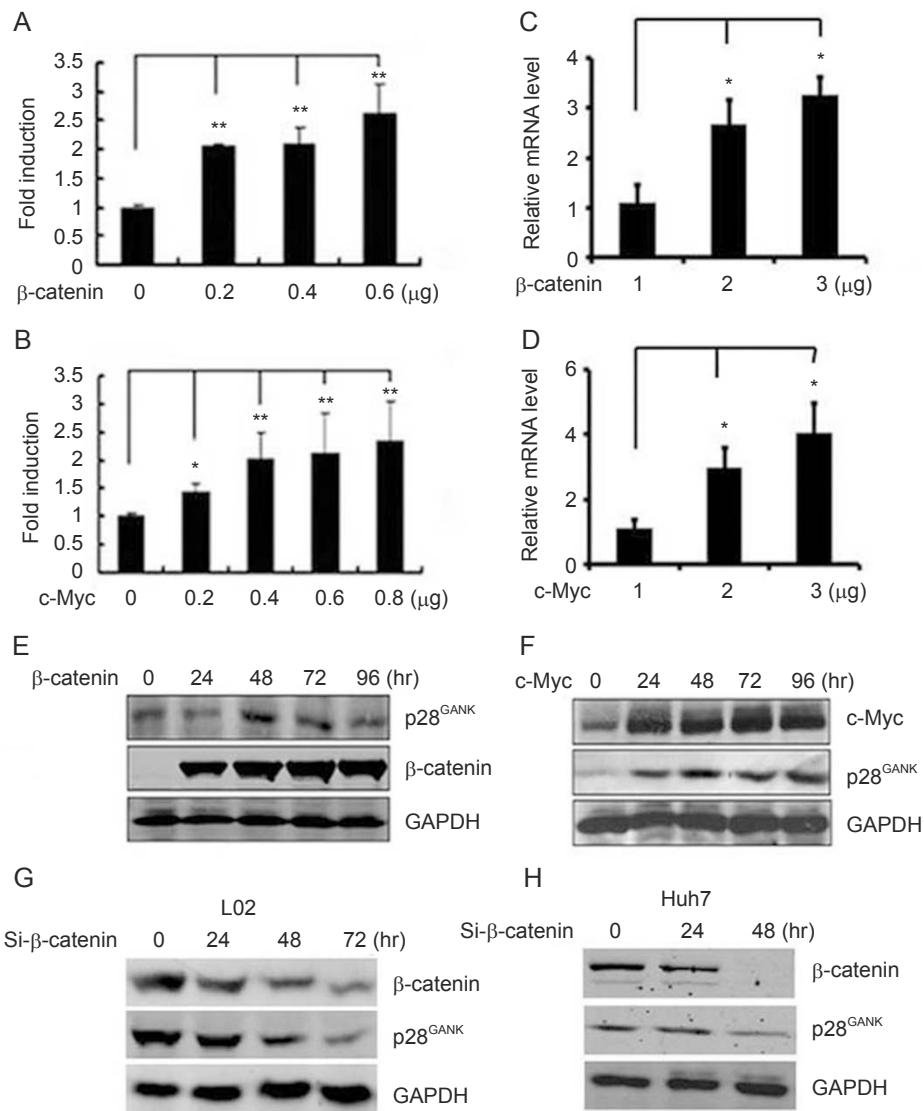 A
3.5
3
2.5
2
1.5
1
0.5
0
Fold induction
** ** **
β-catenin 0 0.2 0.4 0.6 (μg)
B
3.5
3
2.5
2
1.5
1
0.5
0
Fold induction
* ** ** **
c-Myc 0 0.2 0.4 0.6 0.8 (μg)
C
4
3
2
1
0
Relative mRNA level
* *
β-catenin 1 2 3 (μg)
D
6
4
2
0
Relative mRNA level
* *
c-Myc 1 2 3 (μg)
E
β-catenin 0 24 48 72 96 (hr)
p28GANK
β-catenin
GAPDH
F
c-Myc 0 24 48 72 96 (hr)
c-Myc
p28GANK
GAPDH
G
L02
Si-β-catenin 0 24 48 72 (hr)
β-catenin
p28GANK
GAPDH
H
Huh7
Si-β-catenin 0 24 48 (hr)
β-catenin
p28GANK
GAPDH